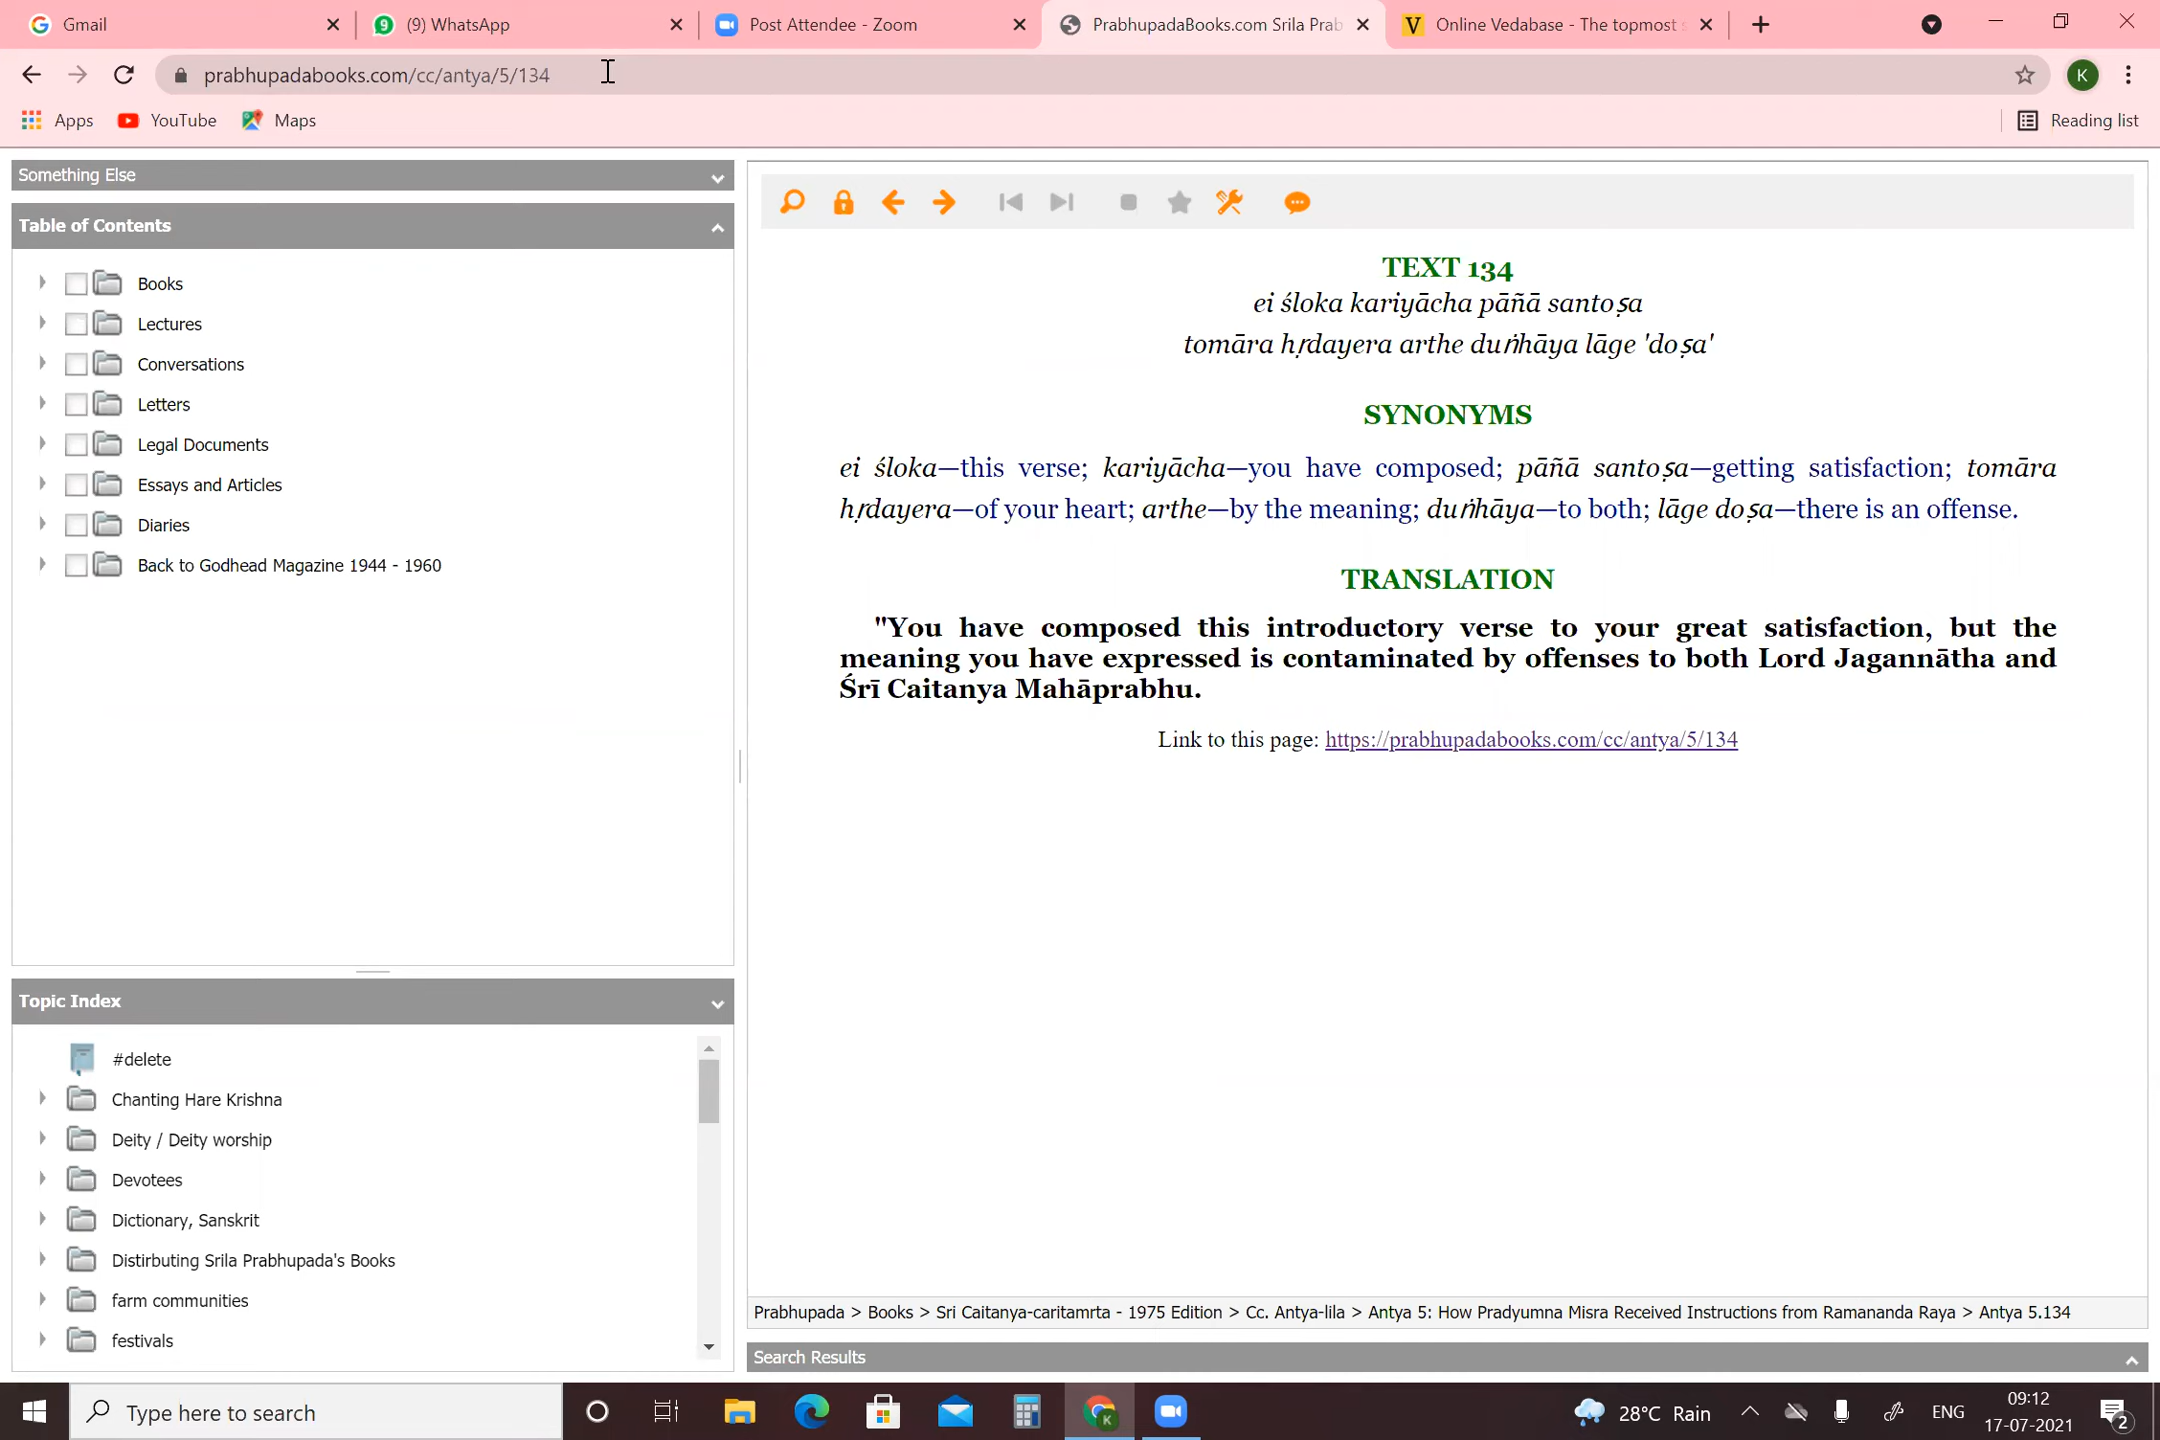 Gmail
(9) WhatsApp
Post Attendee - Zoom
PrabhupadaBooks.com Srila Prab
Online Vedabase - The topmost s
prabhupadabooks.com/cc/antya/5/134
K
Apps
YouTube
Maps
Reading list
Something Else
Table of Contents
Books
Lectures
Conversations
Letters
Legal Documents
Essays and Articles
Diaries
Back to Godhead Magazine 1944 - 1960
Topic Index
#delete
Chanting Hare Krishna
Deity / Deity worship
Devotees
Dictionary, Sanskrit
Distirbuting Srila Prabhupada's Books
farm communities
festivals
TEXT 134
ei śloka kariyācha pāñā santoṣa
tomāra hṛdayera arthe duṅhāya lāge 'doṣa'
SYNONYMS
ei śloka—this verse; kariyācha—you have composed; pāñā santoṣa—getting satisfaction; tomāra
hṛdayera—of your heart; arthe—by the meaning; duṅhāya—to both; lāge doṣa—there is an offense.
TRANSLATION
"You have composed this introductory verse to your great satisfaction, but the
meaning you have expressed is contaminated by offenses to both Lord Jagannātha and
Śrī Caitanya Mahāprabhu.
Link to this page: https://prabhupadabooks.com/cc/antya/5/134
Prabhupada > Books > Sri Caitanya-caritamrta - 1975 Edition > Cc. Antya-lila > Antya 5: How Pradyumna Misra Received Instructions from Ramananda Raya > Antya 5.134
Search Results
Type here to search
28°C Rain
ENG
09:12
17-07-2021
2